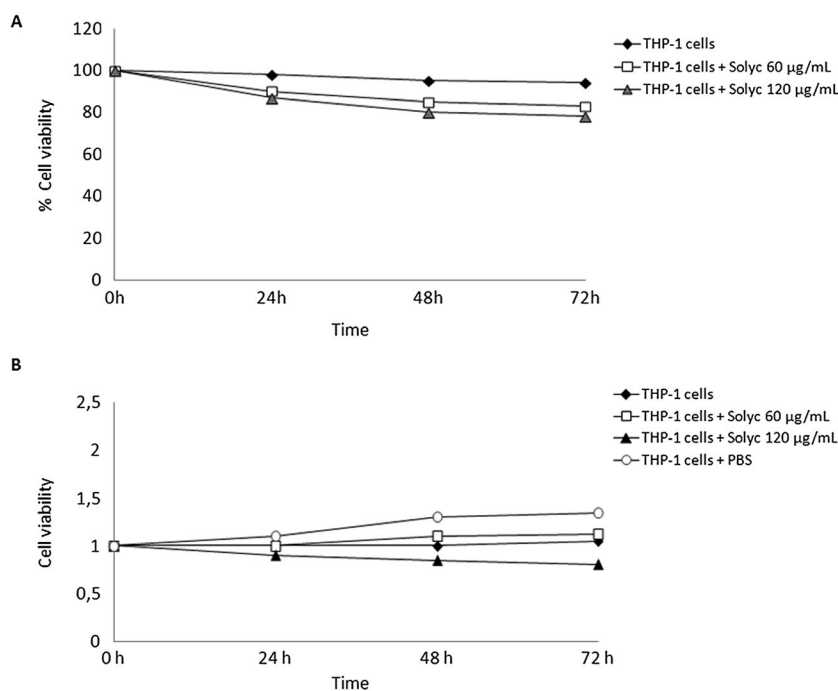 A
120
100
80
60
40
20
0
% Cell viability
0h 24h 48h 72h
Time
THP-1 cells
THP-1 cells + Solyc 60 µg/mL
THP-1 cells + Solyc 120 µg/mL
B
2,5
2
1,5
1
0,5
0
Cell viability
0 h 24 h 48 h 72 h
Time
THP-1 cells
THP-1 cells + Solyc 60 µg/mL
THP-1 cells + Solyc 120 µg/mL
THP-1 cells + PBS